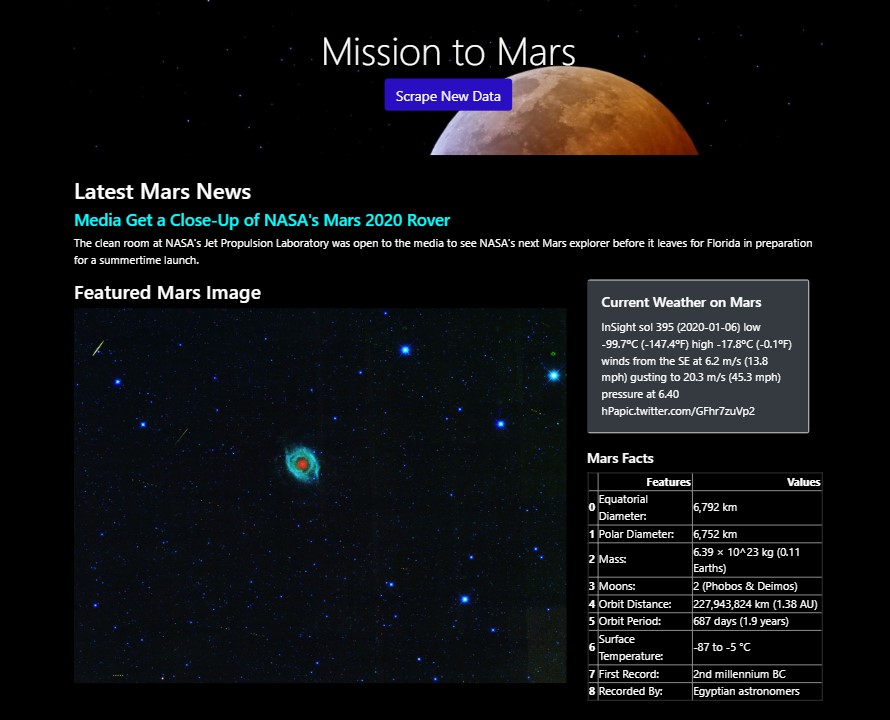 Mission to Mars
Scrape New Data
Latest Mars News
Media Get a Close-Up of NASA's Mars 2020 Rover
The clean room at NASA's Jet Propulsion Laboratory was open to the media to see NASA's next Mars explorer before it leaves for Florida in preparation
for a summertime launch.
Featured Mars Image
Current Weather on Mars
InSight sol 395 (2020-01-06) low
-99.7ºC (-147.4ºF) high -17.8ºC (-0.1ºF)
winds from the SE at 6.2 m/s (13.8
mph) gusting to 20.3 m/s (45.3 mph)
pressure at 6.40
hPapic.twitter.com/GFhr7zuVp2
Mars Facts
Features Values
0 Equatorial
Diameter: 6,792 km
1 Polar Diameter: 6,752 km
2 Mass: 6.39 × 10^23 kg (0.11
Earths)
3 Moons: 2 (Phobos & Deimos)
4 Orbit Distance: 227,943,824 km (1.38 AU)
5 Orbit Period: 687 days (1.9 years)
6 Surface
Temperature: -87 to -5 °C
7 First Record: 2nd millennium BC
8 Recorded By: Egyptian astronomers